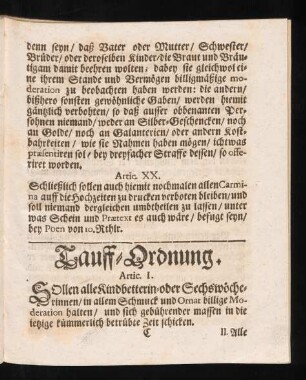 denn seyn / daß Vater oder Mutter / Schwester /
Brüder / oder deroselben Kinder / die Braut und Bräu-
tigam damit beehren wolten / dabey sie gleichwol ei-
ne ihrem Stande und Vermögen billigmäßige mo-
deration zu beobachten haben werden: die andern /
bißhero sonsten gewöhnliche Gaben / werden hiemit
gäntzlich verbohten / so daß ausser obbenanten Per-
sohnen niemand / weder an Silber-Geschencken / noch
an Golde / noch an Galanterien / oder andern Kost-
bahrkeiten / wie sie Nahmen haben mögen / ichtwas
præsentiren sol / bey dreyfacher Straffe dessen / so offe-
riret worden.
Artic. XX.
Schließlich sollen auch hiemit nochmalen allen Carmi-
na auff die Hochzeiten zu drucken verboten bleiben / und
soll niemand dergleichen umbtheilen zu lassen / unter
was Schein und Prætext es auch wäre / befugt seyn /
bey Poen von 10. Rthlr.
Tauff-Ordnung.
Artic. I.
SOllen alle Kindbetterin-oder Sechswöche-
rinnen / in allem Schmuck und Ornat billige Mo-
deration halten / und sich gebührender massen in die
ietzige kümmerlich betrübte Zeit schicken.
C II. Alle